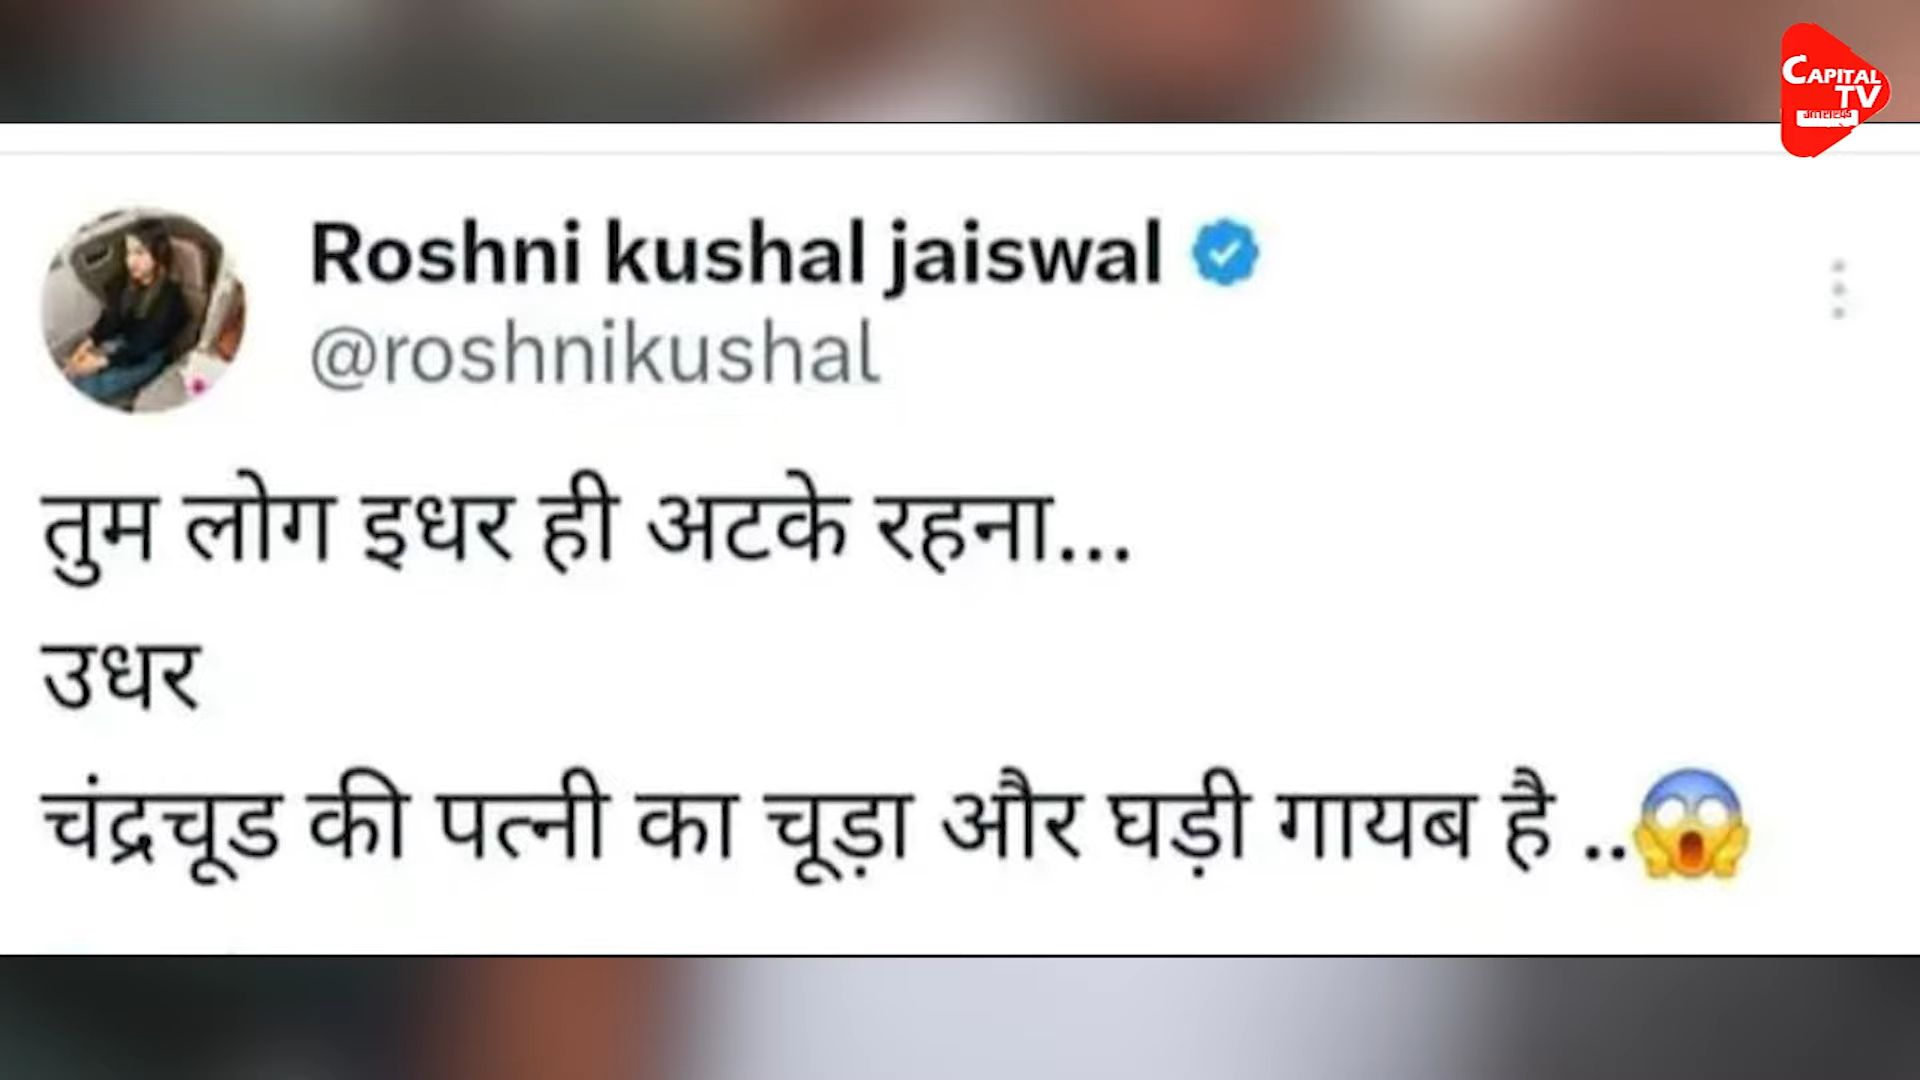 CAPITAL
TV
Roshni kushal jaiswal
@roshnikushal
तुम लोग इधर ही अटके रहना...
उधर
चंद्रचूड की पत्नी का चूड़ा और घड़ी गायब है ..😱